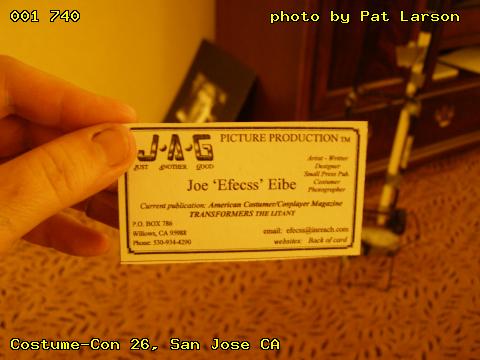 001 740
photo by Pat Larson
J·A·G PICTURE PRODUCTION TM
JUST ANOTHER GOOD
Artist - Writer
Designer
Small Press Pub.
Costumer
Photographer
Joe 'Efecss' Eibe
Current publication: American Costumer/Cosplayer Magazine
TRANSFORMERS THE LITANY
P.O. BOX 786
Willows, CA 95988
Phone: 530-934-4290
email: efecss@inreach.com
websites: Back of card
Costume-Con 26, San Jose CA